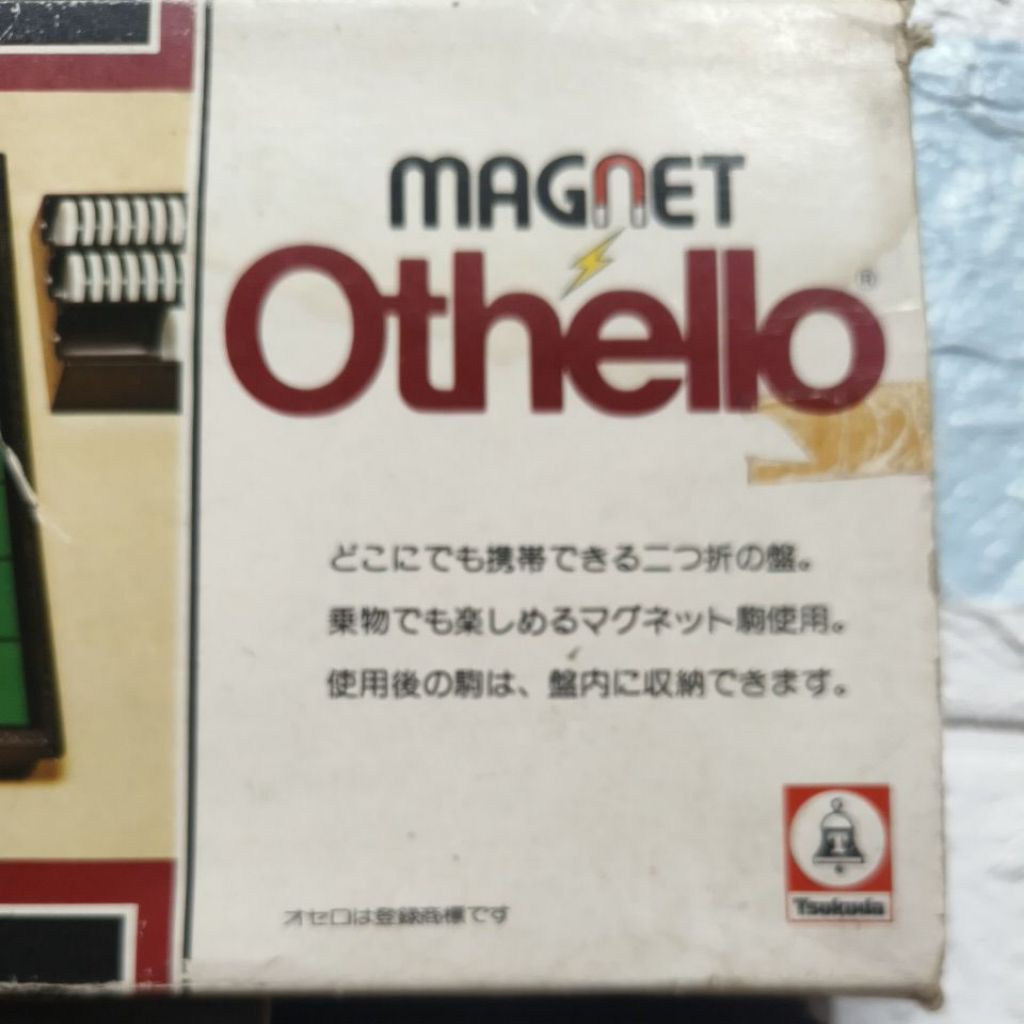 MAGNET
Othello®
どこにでも携帯できる二つ折の盤。
乗物でも楽しめるマグネット駒使用。
使用後の駒は、盤内に収納できます。
T
Tsukuda
オセロは登録商標です